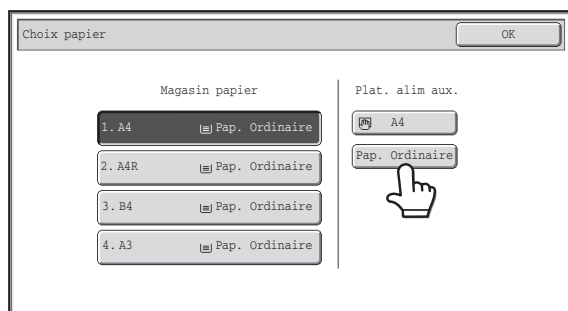 Choix papier
OK
Magasin papier
Plat. alim aux.
1. A4 Pap. Ordinaire
A4
2. A4R Pap. Ordinaire
Pap. Ordinaire
3. B4 Pap. Ordinaire
4. A3 Pap. Ordinaire